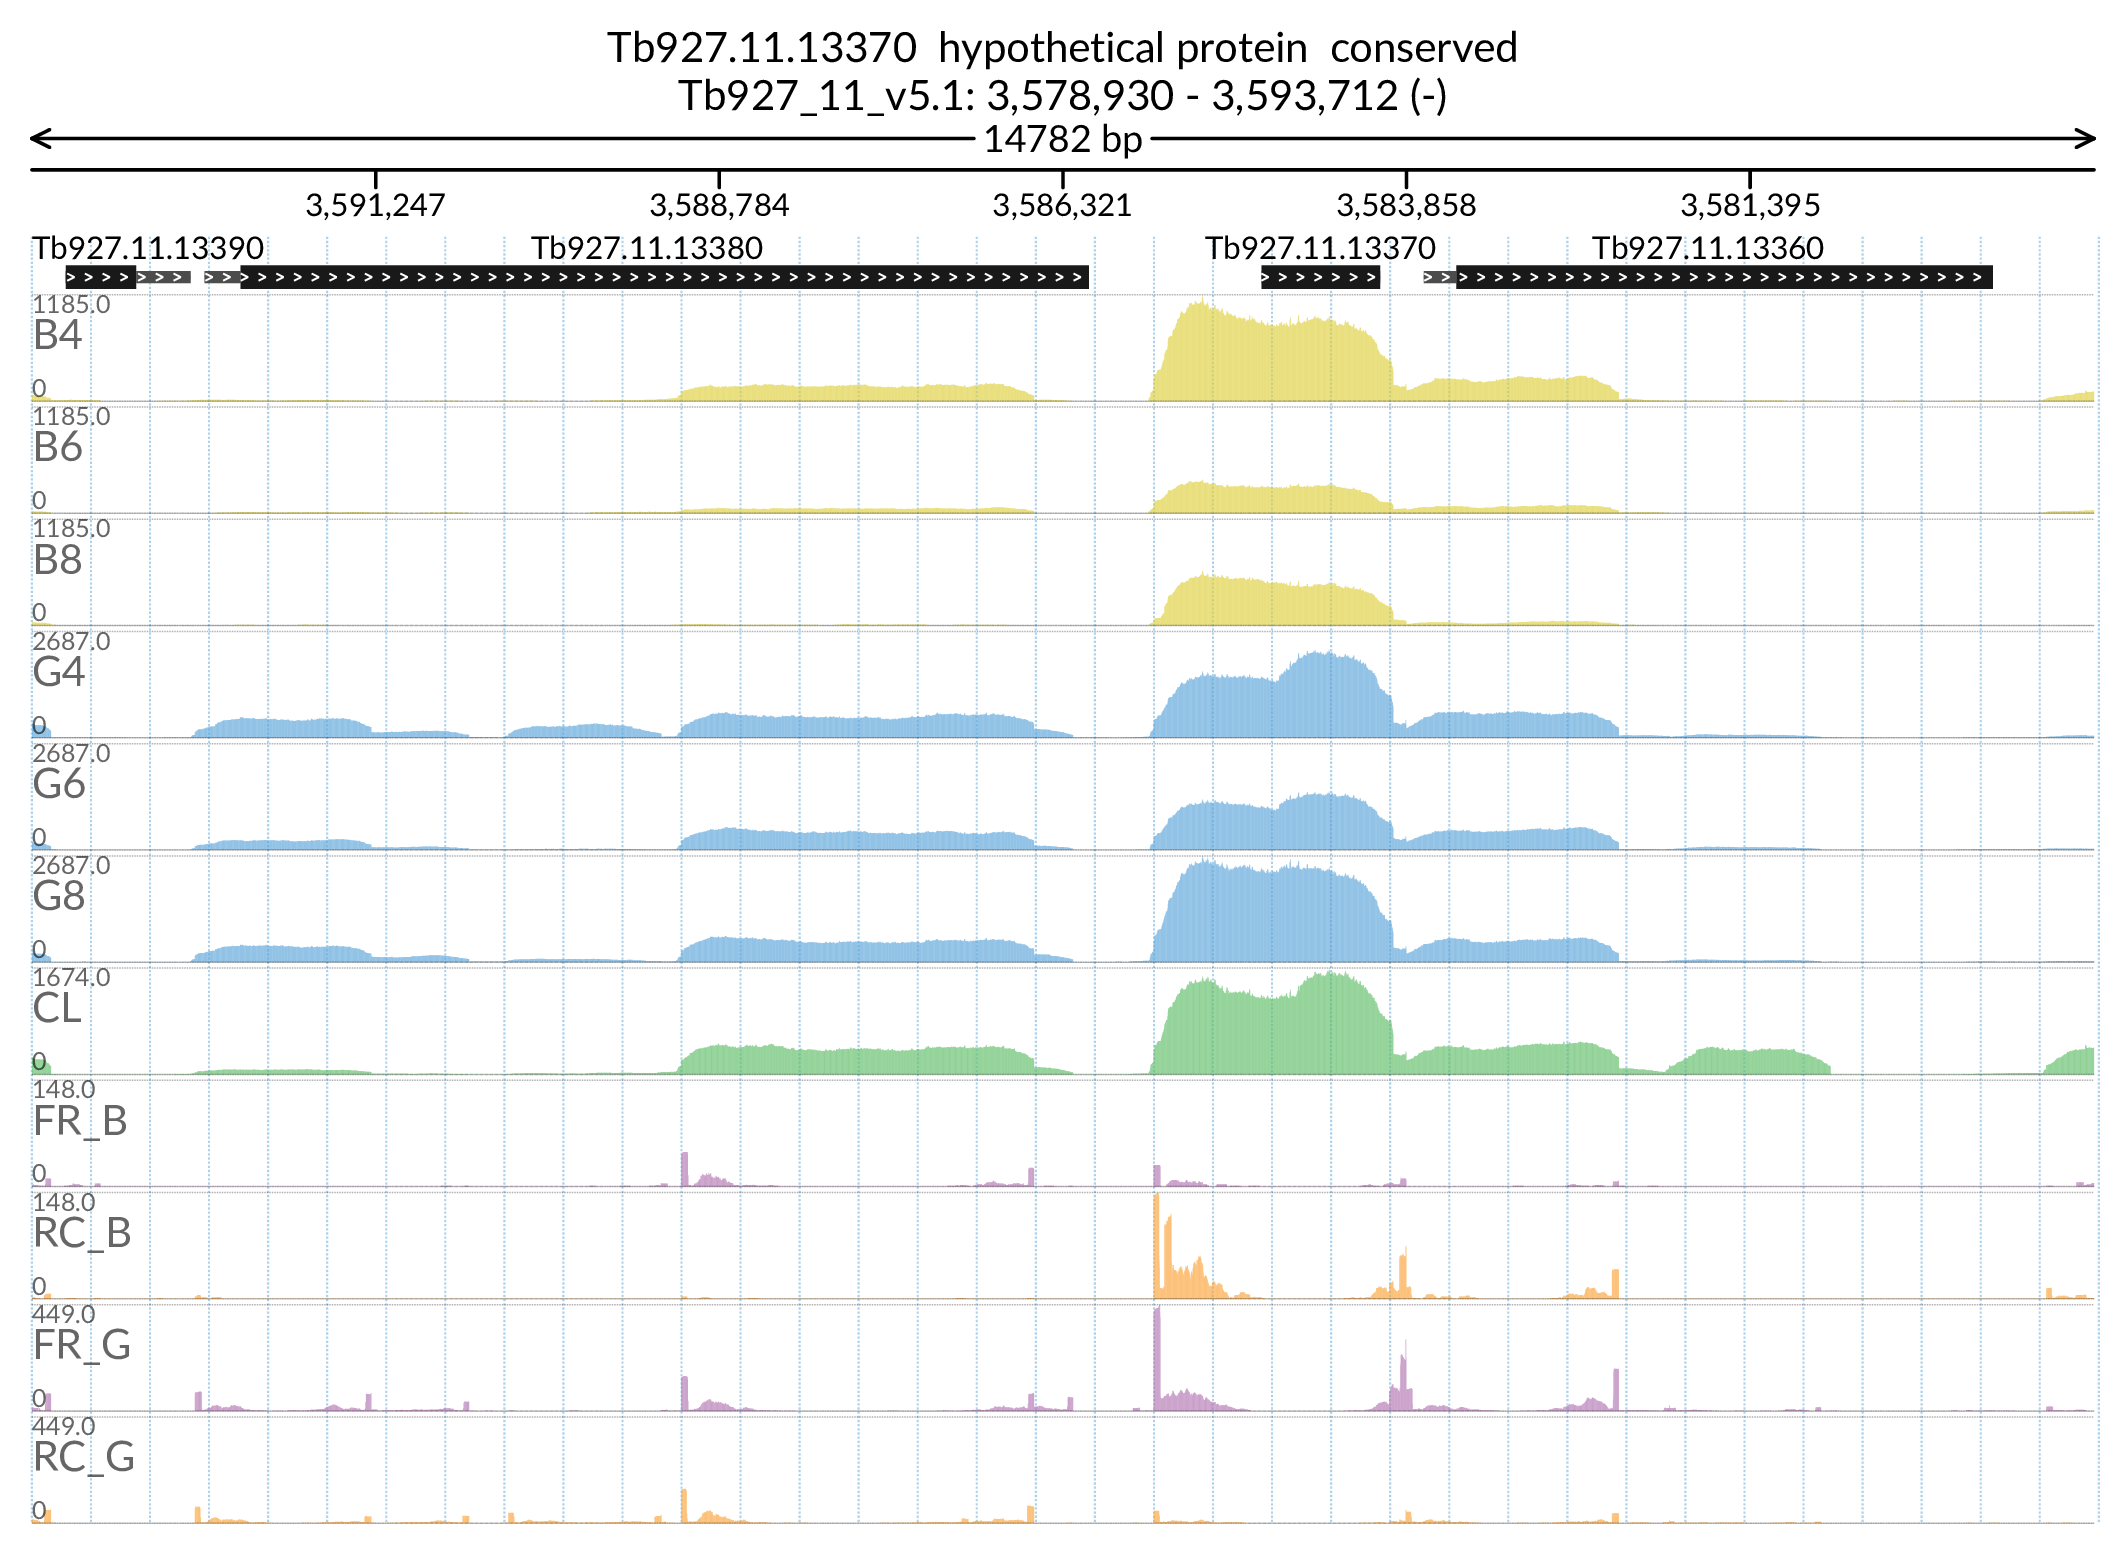 Tb927.11.13370 hypothetical protein conserved
Tb927_11_v5.1: 3,578,930 - 3,593,712 (-)
14782 bp
3,591,247 3,588,784 3,586,321 3,583,858 3,581,395
Tb927.11.13390 Tb927.11.13380 Tb927.11.13370 Tb927.11.13360
1185.0
B4
0
1185.0
B6
0
1185.0
B8
0
2687.0
G4
0
2687.0
G6
0
2687.0
G8
0
1674.0
CL
0
148.0
FR_B
0
148.0
RC_B
0
449.0
FR_G
0
449.0
RC_G
0